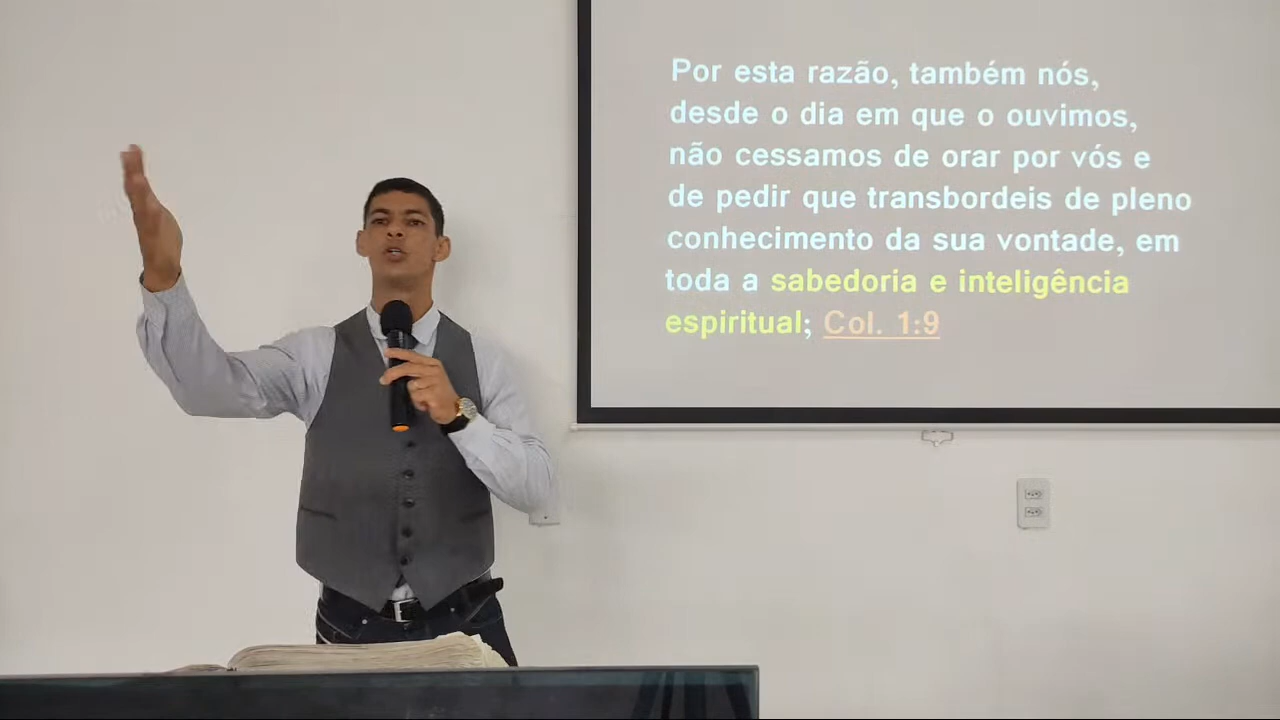 Por esta razão, também nós,
desde o dia em que o ouvimos,
não cessamos de orar por vós e
de pedir que transbordeis de pleno
conhecimento da sua vontade, em
toda a sabedoria e inteligência
espiritual; Col. 1:9